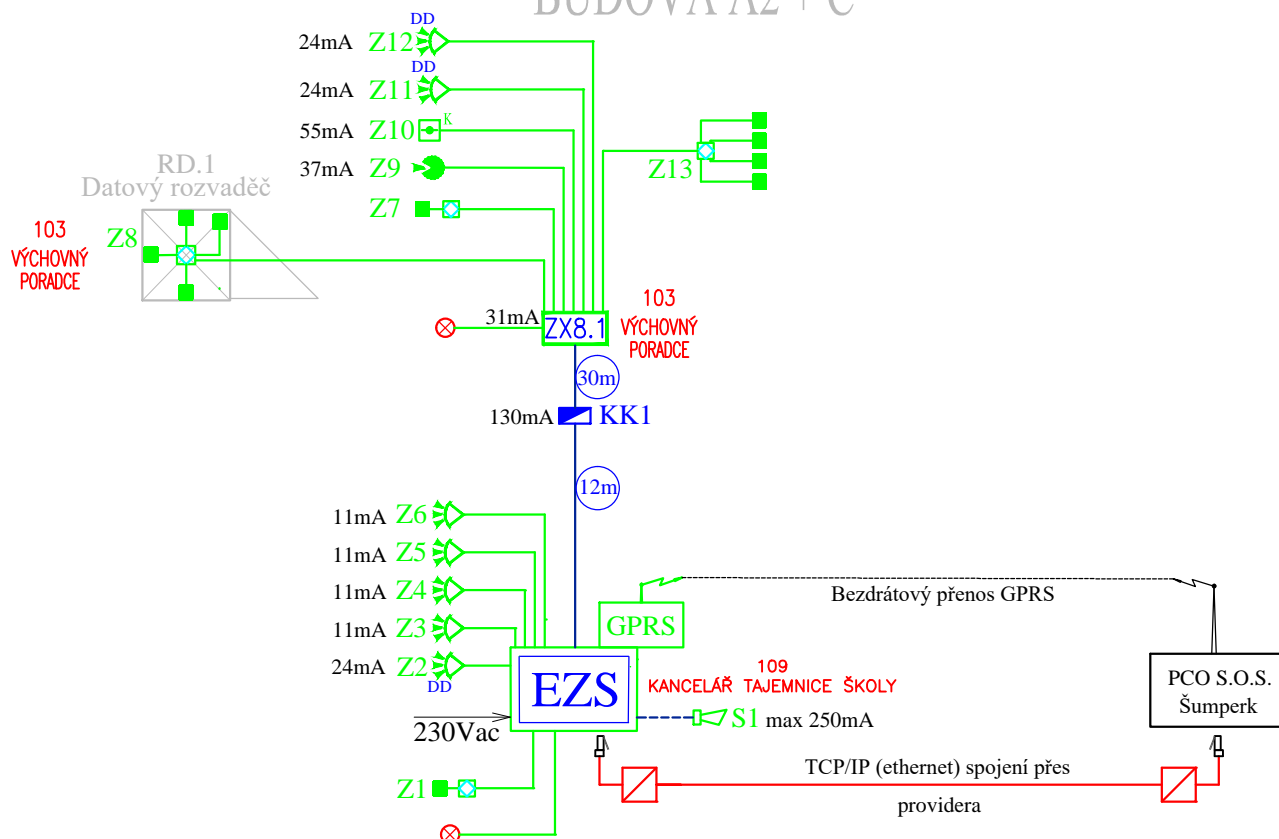 BUDOVA A2 + C
DD
24mA Z12
DD
24mA Z11
55mA Z10 K
37mA Z9
Z7
Z13
RD.1
Datový rozvaděč
Z8
103
VÝCHOVNÝ
PORADCE
31mA ZX8.1
103
VÝCHOVNÝ
PORADCE
30m
130mA KK1
12m
11mA Z6
11mA Z5
11mA Z4
11mA Z3
24mA Z2
DD
GPRS
Bezdrátový přenos GPRS
EZS
109
KANCELÁŘ TAJEMNICE ŠKOLY
S1 max 250mA
PCO S.O.S.
Šumperk
230Vac
Z1
TCP/IP (ethernet) spojení přes
providera